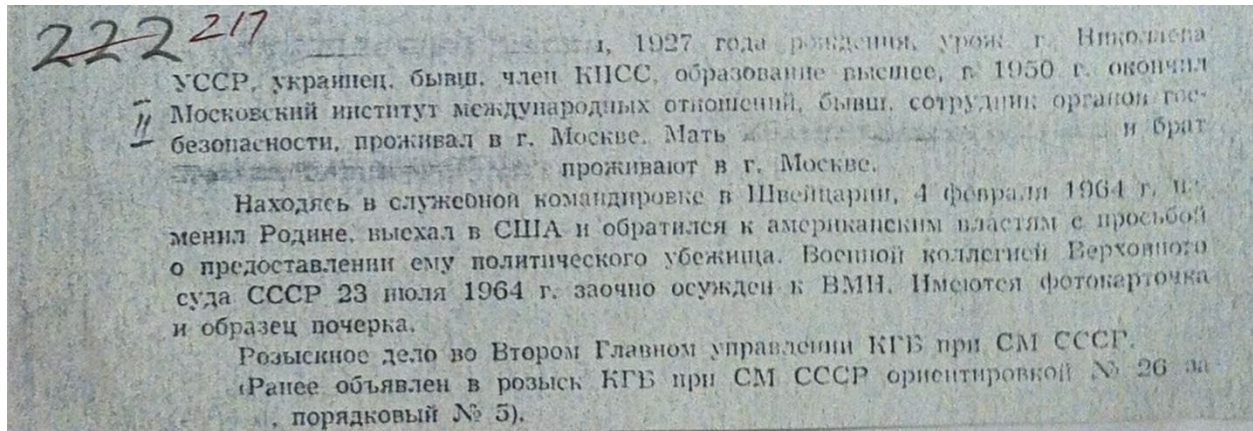 222 217
1927 года рождения, урож. г. Николаева
УССР, украинец, бывш. член КПСС, образование высшее, в 1950 г. окончил
Московский институт международных отношений, бывш. сотрудник органов гос-
II безопасности, проживал в г. Москве. Мать и брат
проживают в г. Москве.
Находясь в служебной командировке в Швейцарии, 4 февраля 1964 г. из-
менил Родине, выехал в США и обратился к американским властям с просьбой
о предоставлении ему политического убежища. Военной коллегией Верховного
суда СССР 23 июля 1964 г. заочно осужден к ВМН. Имеются фотокарточка
и образец почерка.
Розыскное дело во Втором Главном управлении КГБ при СМ СССР.
(Ранее объявлен в розыск КГБ при СМ СССР ориентировкой № 26 за
, порядковый № 5).